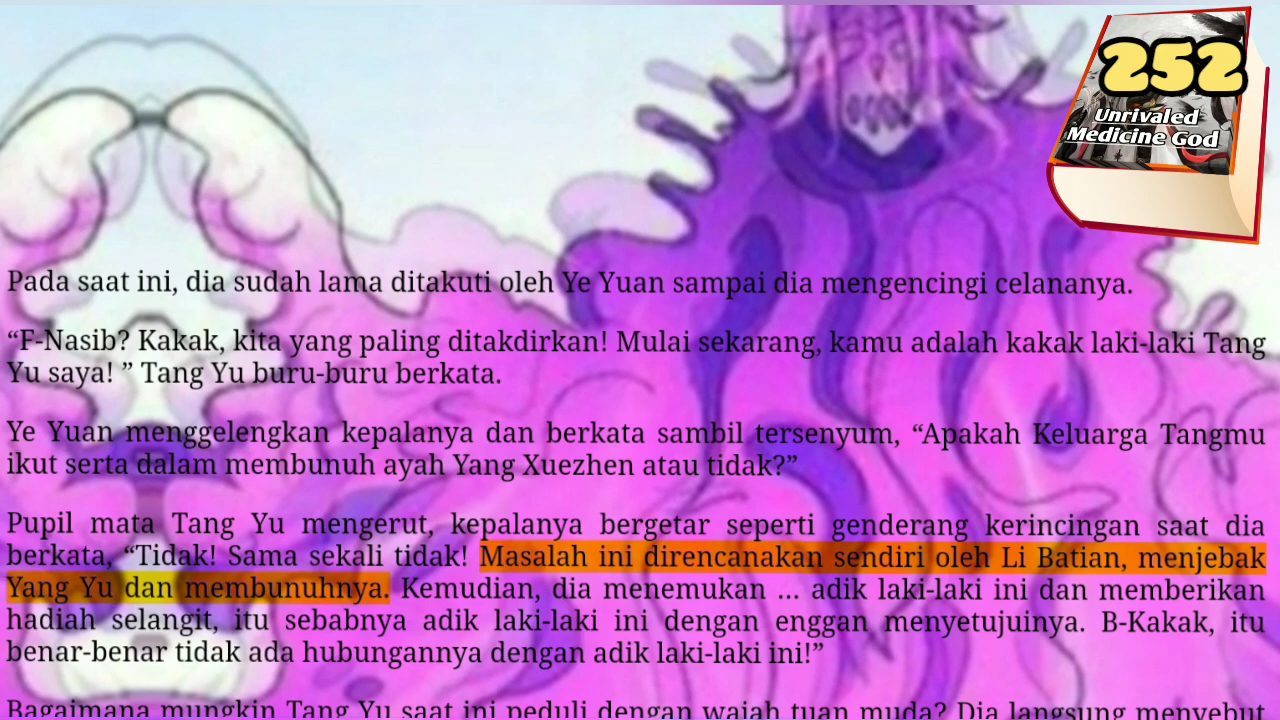 252
Unrivaled
Medicine God
Pada saat ini, dia sudah lama ditakuti oleh Ye Yuan sampai dia mengencingi celananya.
“F-Nasib? Kakak, kita yang paling ditakdirkan! Mulai sekarang, kamu adalah kakak laki-laki Tang
Yu saya! ” Tang Yu buru-buru berkata.
Ye Yuan menggelengkan kepalanya dan berkata sambil tersenyum, “Apakah Keluarga Tangmu
ikut serta dalam membunuh ayah Yang Xuezhen atau tidak?”
Pupil mata Tang Yu mengerut, kepalanya bergetar seperti genderang kerincingan saat dia
berkata, “Tidak! Sama sekali tidak! Masalah ini direncanakan sendiri oleh Li Batian, menjebak
Yang Yu dan membunuhnya. Kemudian, dia menemukan ... adik laki-laki ini dan memberikan
hadiah selangit, itu sebabnya adik laki-laki ini dengan enggan menyetujuinya. B-Kakak, itu
benar-benar tidak ada hubungannya dengan adik laki-laki ini!”
Bagaimana mungkin Tang Yu saat ini peduli dengan wajah tuan muda? Dia langsung menyebut